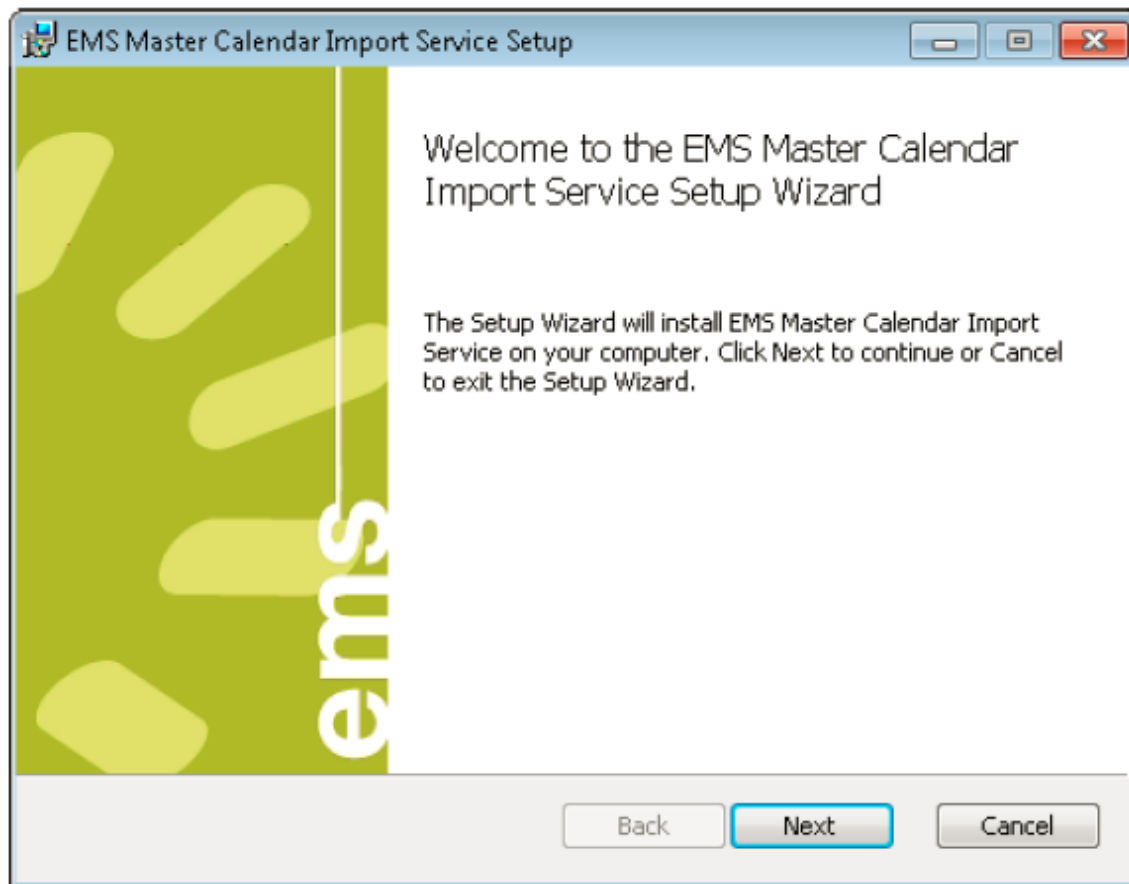 EMS Master Calendar Import Service Setup
Welcome to the EMS Master Calendar
Import Service Setup Wizard
The Setup Wizard will install EMS Master Calendar Import
Service on your computer. Click Next to continue or Cancel
to exit the Setup Wizard.
ems
Back
Next
Cancel